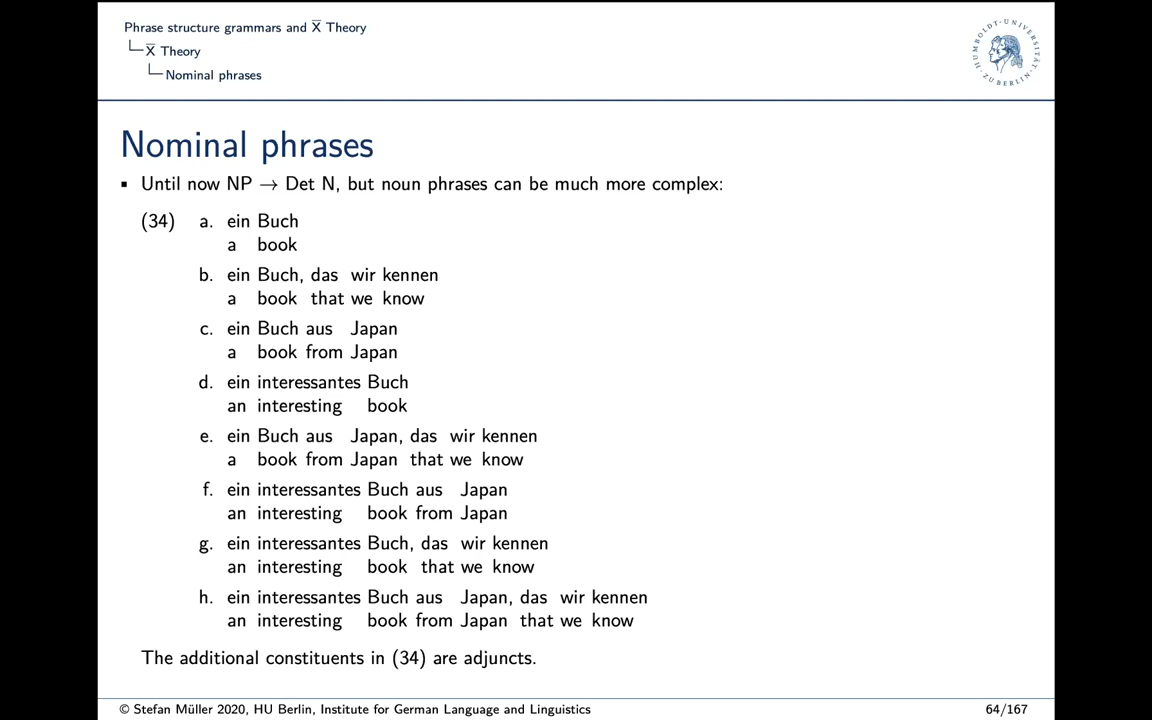 Phrase structure grammars and X̅ Theory
X̅ Theory
Nominal phrases
HUMBOLDT-UNIVERSITÄT ZU BERLIN
Nominal phrases
▪ Until now NP → Det N, but noun phrases can be much more complex:
(34) a. ein Buch
a book
b. ein Buch, das wir kennen
a book that we know
c. ein Buch aus Japan
a book from Japan
d. ein interessantes Buch
an interesting book
e. ein Buch aus Japan, das wir kennen
a book from Japan that we know
f. ein interessantes Buch aus Japan
an interesting book from Japan
g. ein interessantes Buch, das wir kennen
an interesting book that we know
h. ein interessantes Buch aus Japan, das wir kennen
an interesting book from Japan that we know
The additional constituents in (34) are adjuncts.
© Stefan Müller 2020, HU Berlin, Institute for German Language and Linguistics 64/167